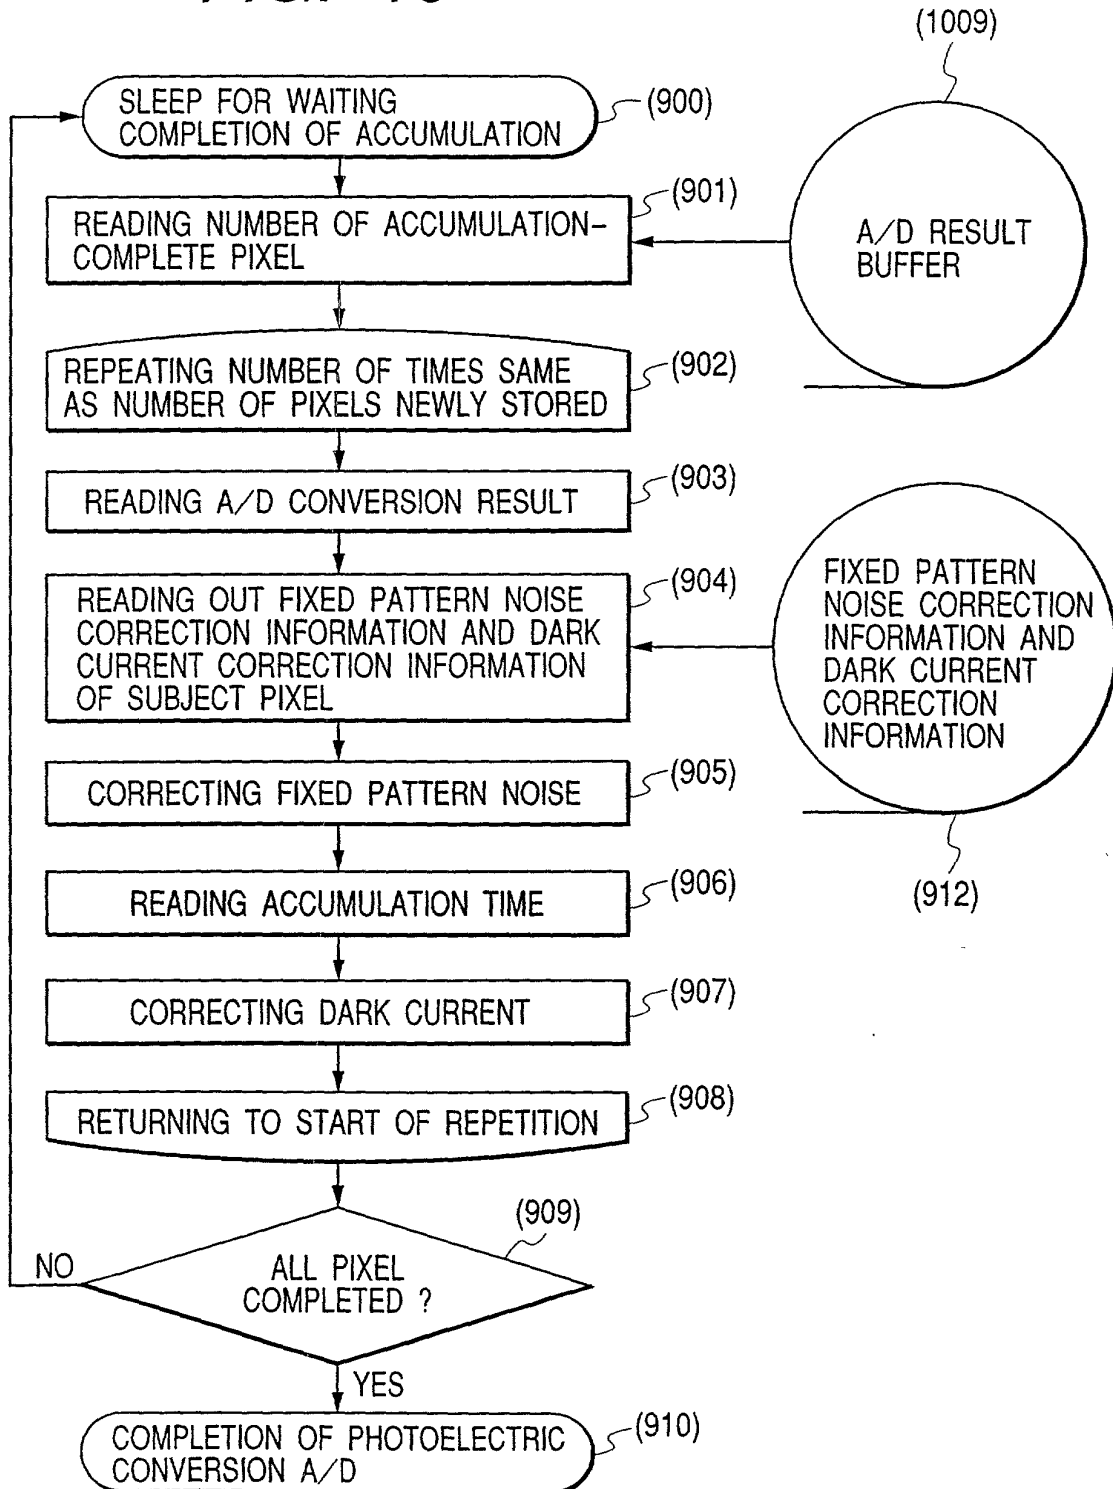 (1009)
SLEEP FOR WAITING
COMPLETION OF ACCUMULATION
(900)
READING NUMBER OF ACCUMULATION-
COMPLETE PIXEL
(901)
A/D RESULT
BUFFER
REPEATING NUMBER OF TIMES SAME
AS NUMBER OF PIXELS NEWLY STORED
(902)
READING A/D CONVERSION RESULT
(903)
READING OUT FIXED PATTERN NOISE
CORRECTION INFORMATION AND DARK
CURRENT CORRECTION INFORMATION
OF SUBJECT PIXEL
(904)
FIXED PATTERN
NOISE CORRECTION
INFORMATION AND
DARK CURRENT
CORRECTION
INFORMATION
CORRECTING FIXED PATTERN NOISE
(905)
READING ACCUMULATION TIME
(906)
(912)
CORRECTING DARK CURRENT
(907)
RETURNING TO START OF REPETITION
(908)
(909)
ALL PIXEL
COMPLETED ?
NO
YES
COMPLETION OF PHOTOELECTRIC
CONVERSION A/D
(910)